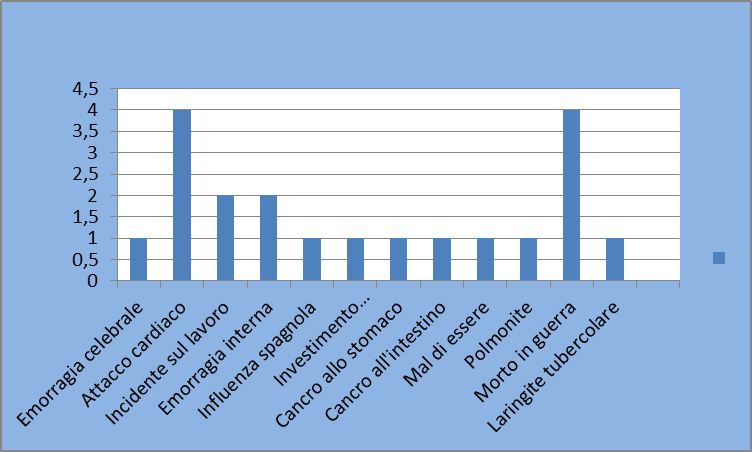 4,5
4
3,5
3
2,5
2
1,5
1
0,5
0
Emorragia celebrale
Attacco cardiaco
Incidente sul lavoro
Emorragia interna
Influenza spagnola
Investimento...
Cancro allo stomaco
Cancro all'intestino
Mal di essere
Polmonite
Morto in guerra
Laringite tubercolare